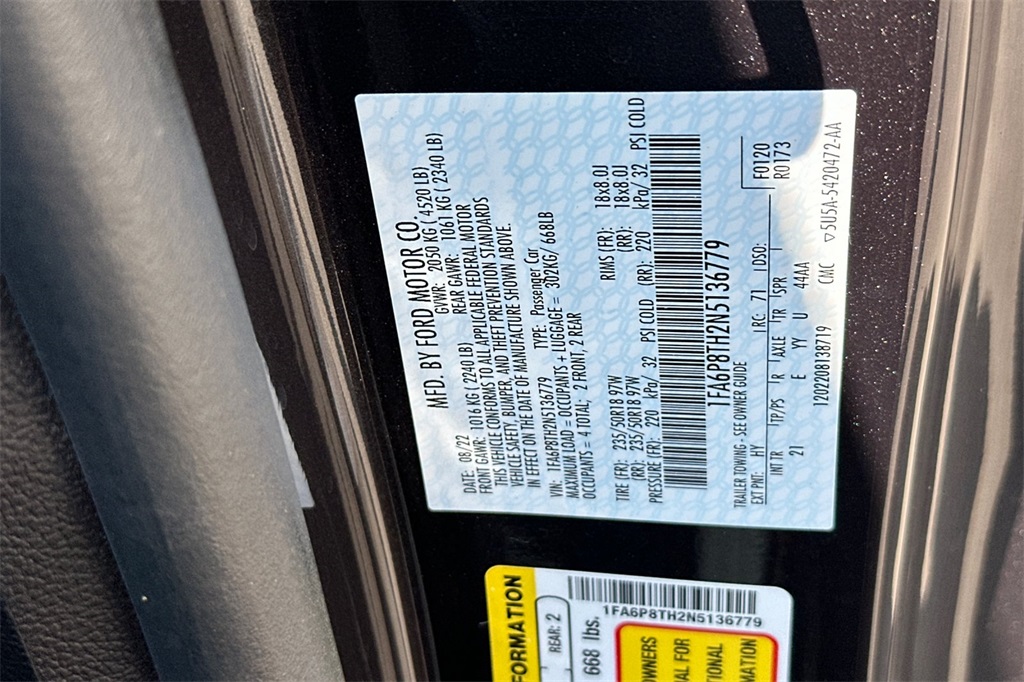 MFD. BY FORD MOTOR CO.
DATE: 08/22 GVWR: 2050 KG ( 4520 LB)
FRONT GAWR: 1016 KG ( 2240 LB) REAR GAWR: 1061 KG ( 2340 LB)
THIS VEHICLE CONFORMS TO ALL APPLICABLE FEDERAL MOTOR
VEHICLE SAFETY, BUMPER, AND THEFT PREVENTION STANDARDS
IN EFFECT ON THE DATE OF MANUFACTURE SHOWN ABOVE.
VIN: 1FA6P8TH2N5136779 TYPE: Passenger Car
MAXIMUM LOAD = OCCUPANTS + LUGGAGE = 302KG/ 668LB
OCCUPANTS = 4 TOTAL; 2 FRONT, 2 REAR
TIRE (FR): 235/50R18 97W RIMS (FR): 18x8.0J
(RR): 235/50R18 97W (RR): 18x8.0J
PRESSURE (FR): 220 kPa/ 32 PSI COLD (RR): 220 kPa/ 32 PSI COLD
1FA6P8TH2N5136779
TRAILER TOWING - SEE OWNER GUIDE F0120
EXT PNT: HY RC: 71 DSO: R0173
INT TR TP/PS R AXLE TR SPR
21 E YY U 44AA
1202208138719 CMC ▽5U5A-5420472-AA
FORMATION
REAR: 2
668 lbs.
1FA6P8TH2N5136779
OWNERS
AL FOR
TIONAL
MATION